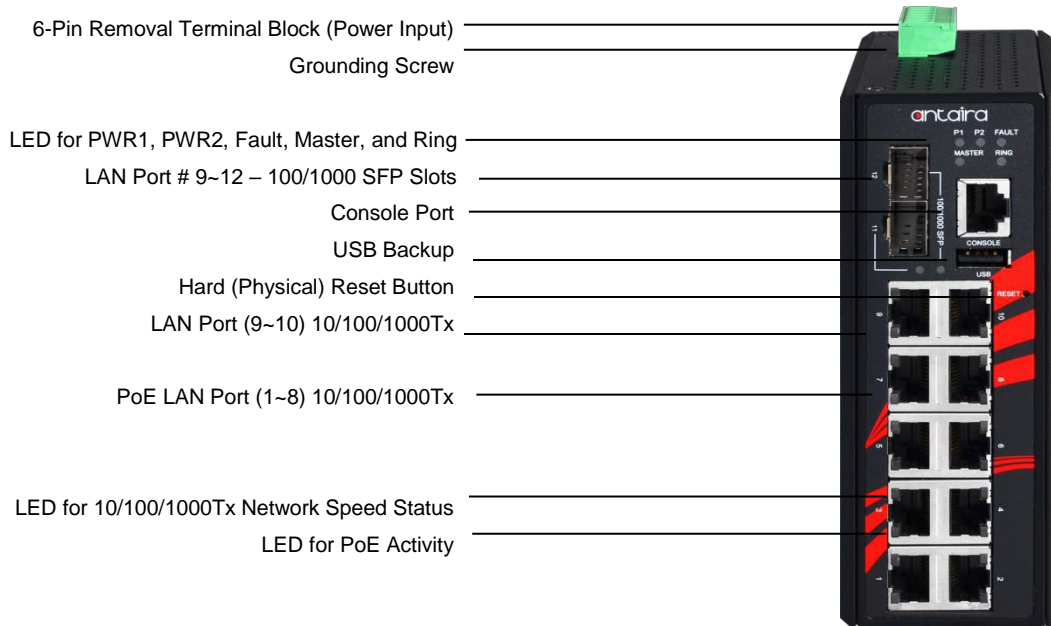 6-Pin Removal Terminal Block (Power Input)
Grounding Screw
LED for PWR1, PWR2, Fault, Master, and Ring
LAN Port # 9~12 – 100/1000 SFP Slots
Console Port
USB Backup
Hard (Physical) Reset Button
LAN Port (9~10) 10/100/1000Tx
PoE LAN Port (1~8) 10/100/1000Tx
LED for 10/100/1000Tx Network Speed Status
LED for PoE Activity
antaira
P1 P2 FAULT
MASTER RING
12
11
100/1000 SFP
CONSOLE
USB
RESET
9 10
7 8
5 6
3 4
1 2